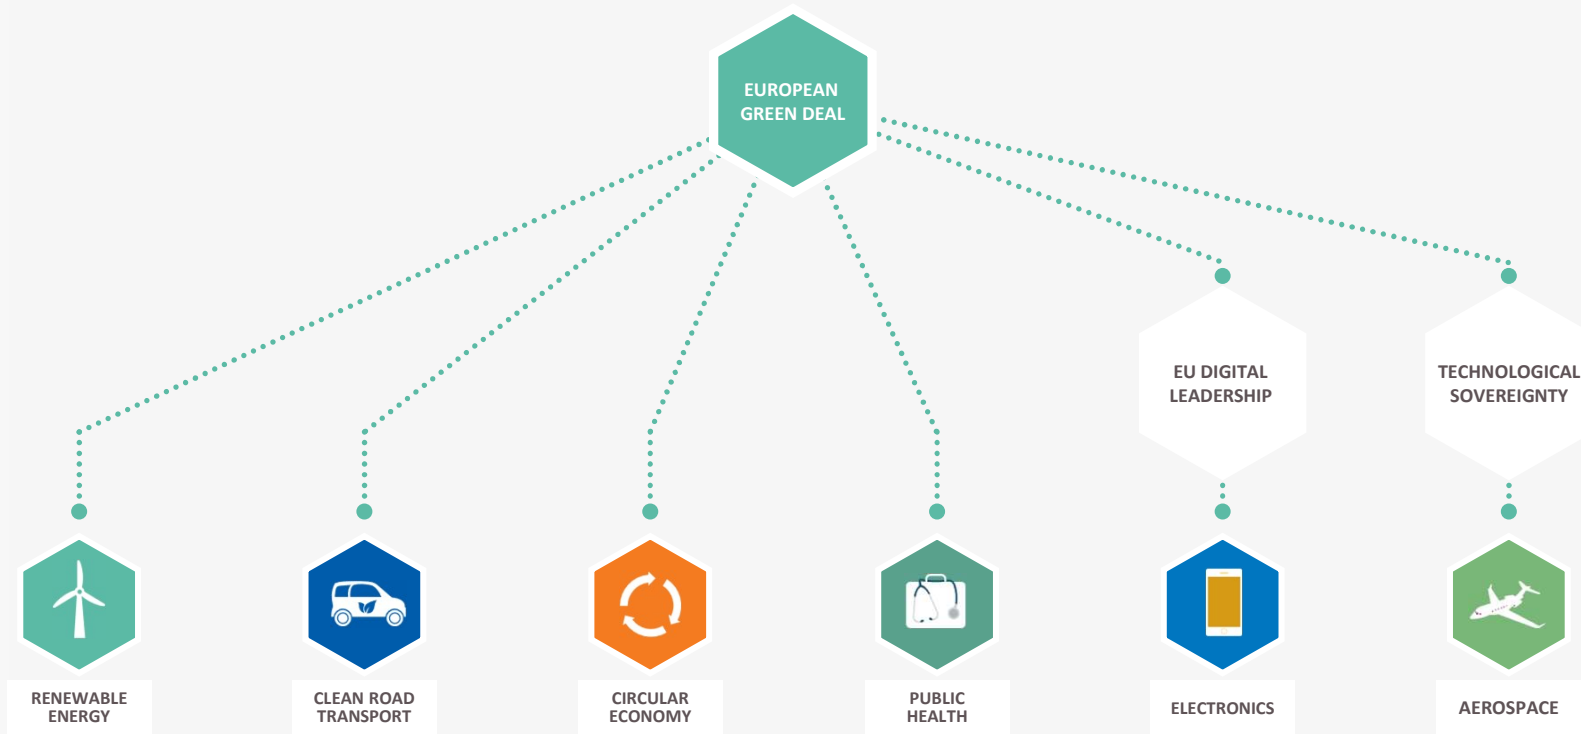 EUROPEAN
GREEN DEAL
EU DIGITAL
LEADERSHIP
TECHNOLOGICAL
SOVEREIGNTY
RENEWABLE
ENERGY
CLEAN ROAD
TRANSPORT
CIRCULAR
ECONOMY
PUBLIC
HEALTH
ELECTRONICS
AEROSPACE